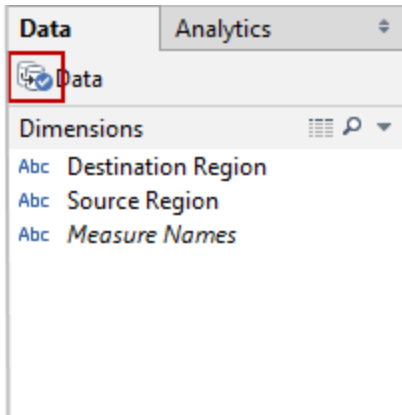 Data Analytics
Data
Dimensions
Abc Destination Region
Abc Source Region
Abc Measure Names